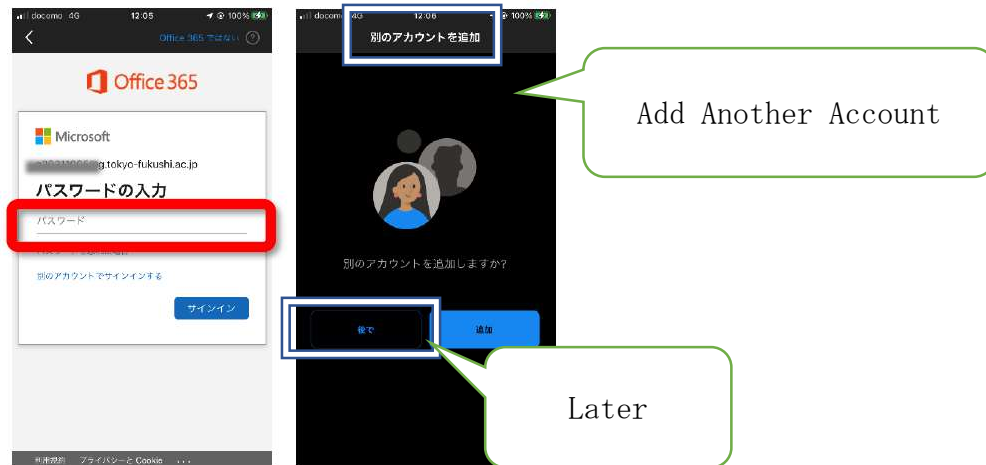 docomo 4G 12:05 100%
Office 365 ではない ?
Office 365
Microsoft
g.tokyo-fukushi.ac.jp
パスワードの入力
パスワード
別のアカウントでサインインする
サインイン
利用規約 プライバシーと Cookie ...
docomo 4G 12:06 100%
別のアカウントを追加
別のアカウントを追加しますか?
後で
追加
Add Another Account
Later